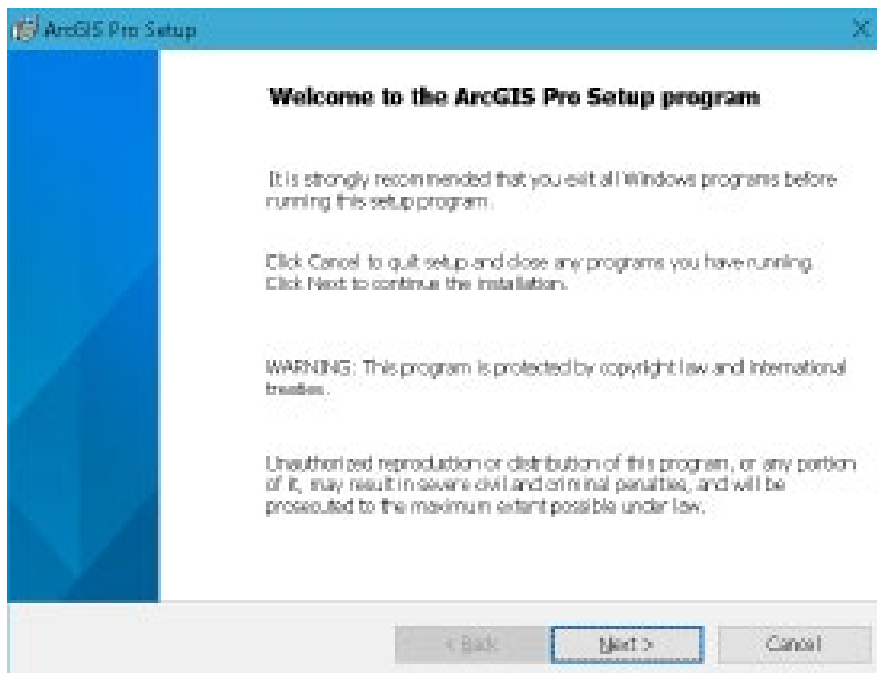 ArcGIS Pro Setup
Welcome to the ArcGIS Pro Setup program
It is strongly recommended that you exit all Windows programs before
running this setup program.
Click Cancel to quit setup and close any programs you have running.
Click Next to continue the installation.
WARNING: This program is protected by copyright law and international
treaties.
Unauthorized reproduction or distribution of this program, or any portion
of it, may result in severe civil and criminal penalties, and will be
prosecuted to the maximum extent possible under law.
< Back Next > Cancel